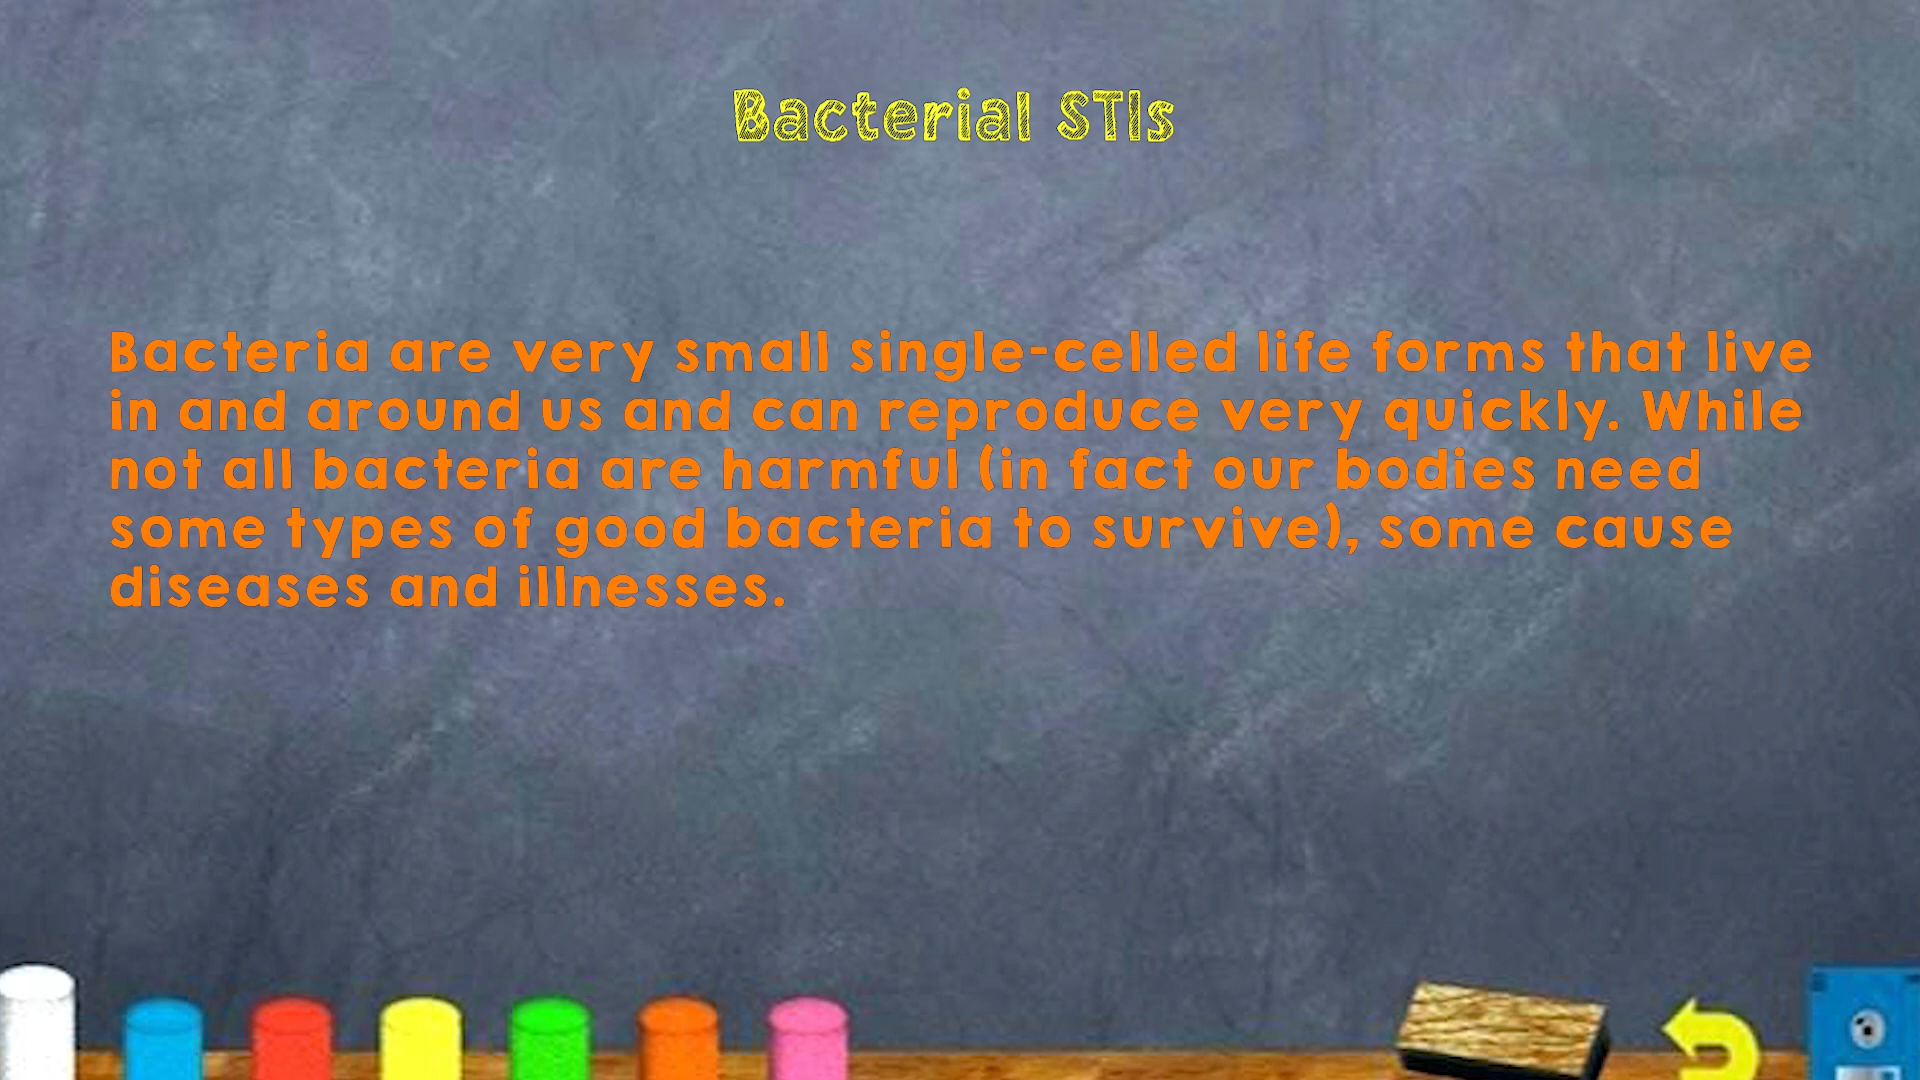 Bacterial STIs
Bacteria are very small single-celled life forms that live
in and around us and can reproduce very quickly. While
not all bacteria are harmful (in fact our bodies need
some types of good bacteria to survive), some cause
diseases and illnesses.